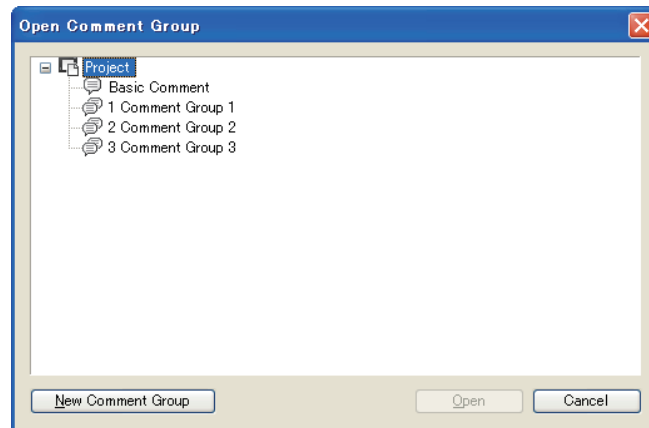 Open Comment Group
Project
Basic Comment
1 Comment Group 1
2 Comment Group 2
3 Comment Group 3
New Comment Group
Open
Cancel